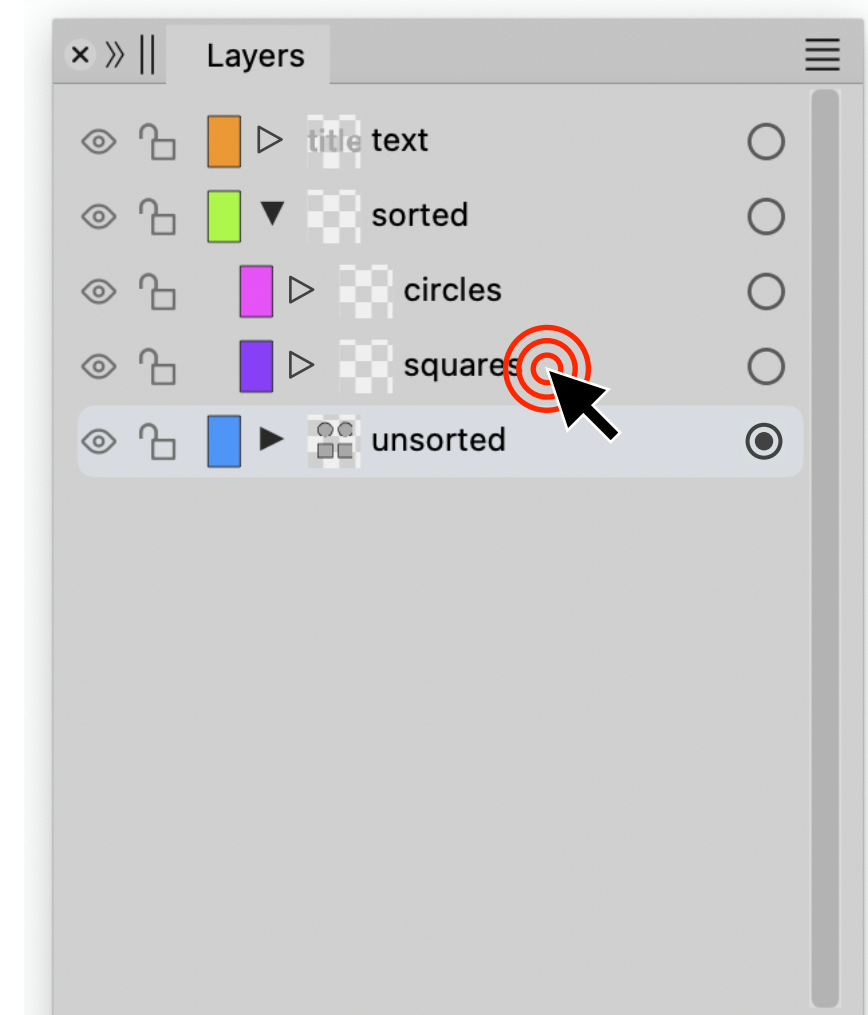 Layers
title text
sorted
circles
squares
unsorted